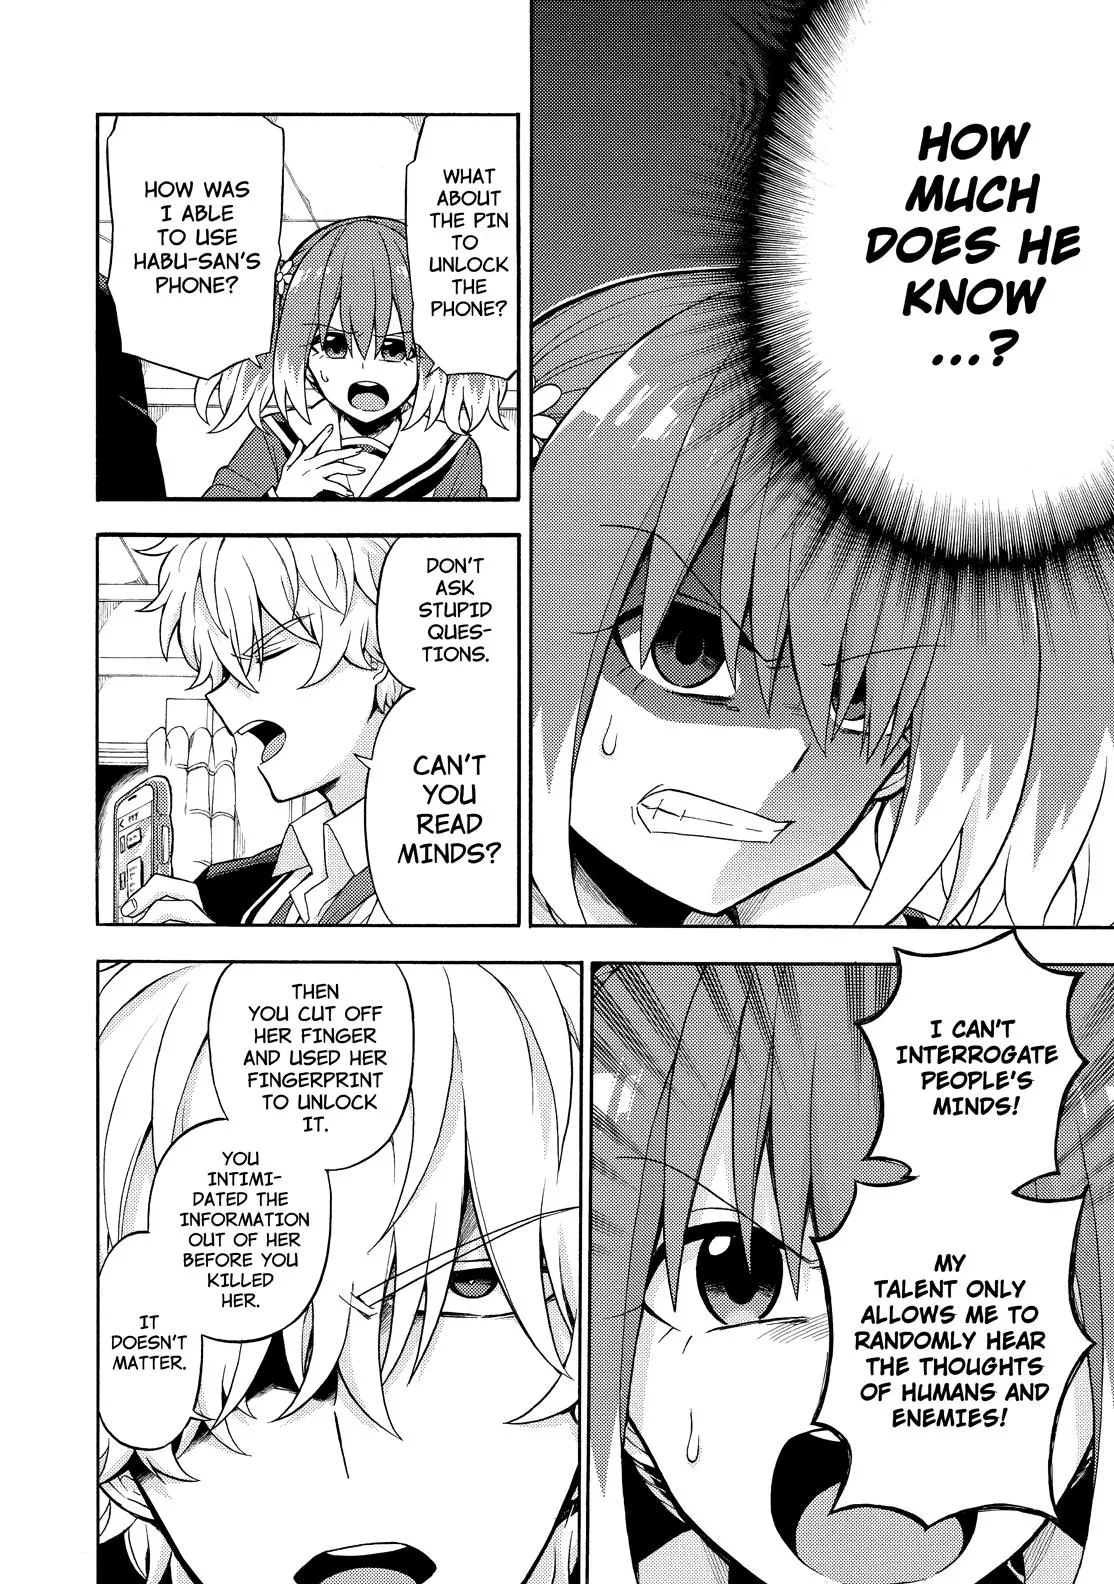 HOW
MUCH
DOES HE
KNOW
...?
WHAT
ABOUT
THE PIN
TO
UNLOCK
THE
PHONE?
HOW WAS
I ABLE
TO USE
HABU-SAN'S
PHONE?
DON'T
ASK
STUPID
QUES-
TIONS.
CAN'T
YOU
READ
MINDS?
I CAN'T
INTERROGATE
PEOPLE'S
MINDS!
MY
TALENT ONLY
ALLOWS ME TO
RANDOMLY HEAR
THE THOUGHTS
OF HUMANS AND
ENEMIES!
THEN
YOU CUT OFF
HER FINGER
AND USED HER
FINGERPRINT
TO UNLOCK
IT.
YOU
INTIMI-
DATED THE
INFORMATION
OUT OF HER
BEFORE YOU
KILLED
HER.
IT
DOESN'T
MATTER.